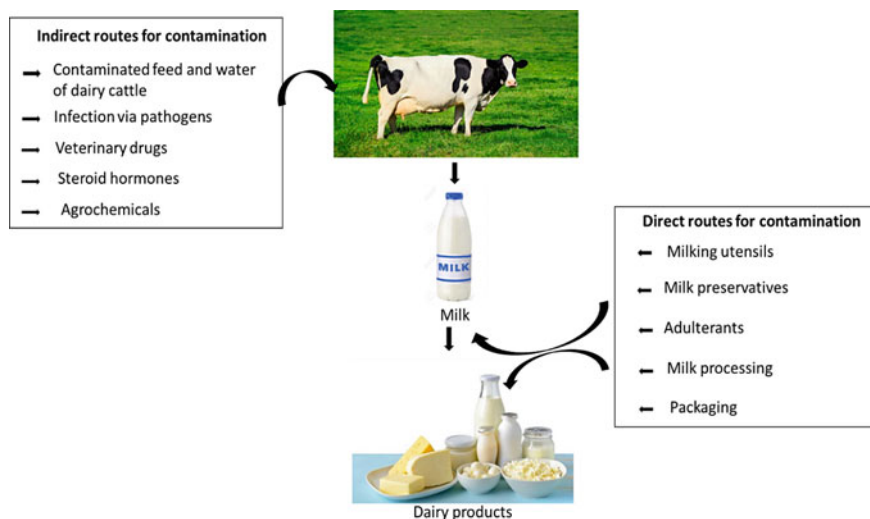 Indirect routes for contamination
Contaminated feed and water
of dairy cattle
Infection via pathogens
Veterinary drugs
Steroid hormones
Agrochemicals
MILK
Milk
Direct routes for contamination
Milking utensils
Milk preservatives
Adulterants
Milk processing
Packaging
Dairy products